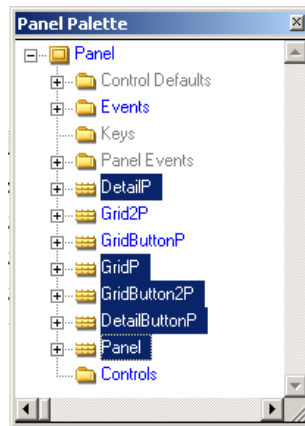 Panel Palette
Panel
Control Defaults
Events
Keys
Panel Events
DetailP
Grid2P
GridButtonP
GridP
GridButton2P
DetailButtonP
Panel
Controls